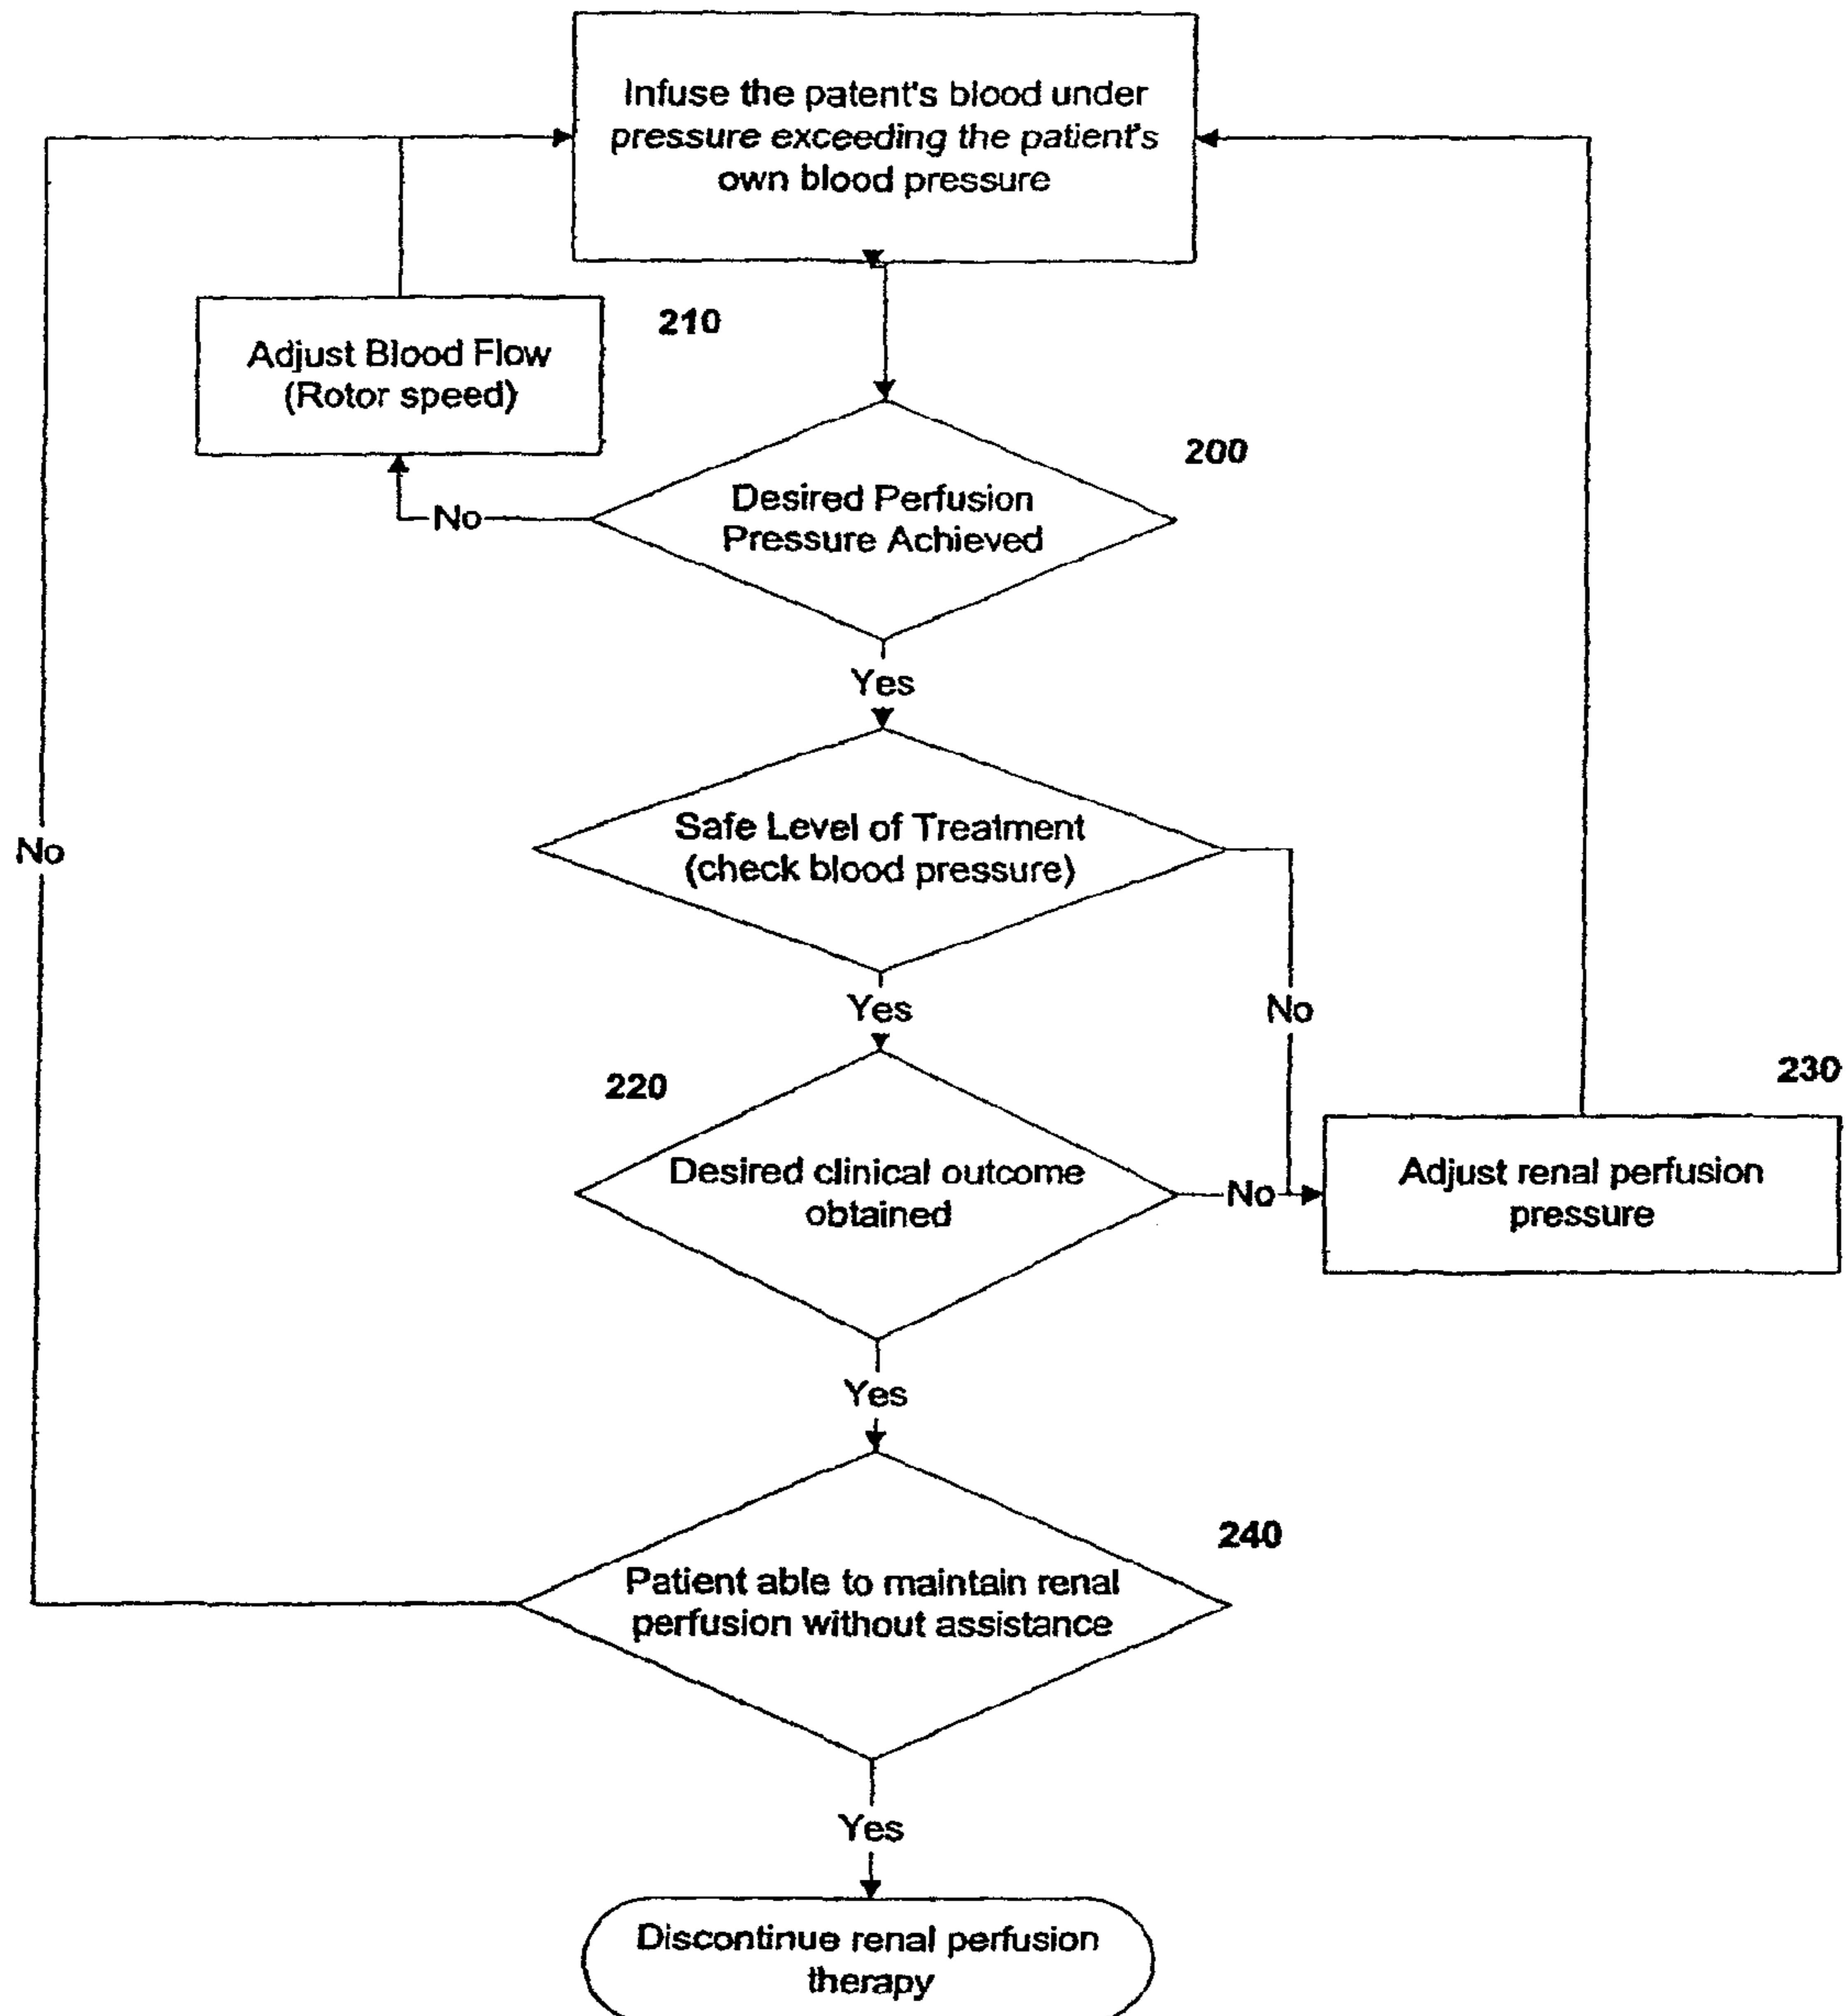 Infuse the patent's blood under
pressure exceeding the patient's
own blood pressure
210
Adjust Blood Flow
(Rotor speed)
200
Desired Perfusion
Pressure Achieved
No
Yes
Safe Level of Treatment
(check blood pressure)
No
Yes
No
220
230
Desired clinical outcome
obtained
No
Adjust renal perfusion
pressure
Yes
240
Patient able to maintain renal
perfusion without assistance
Yes
Discontinue renal perfusion
therapy